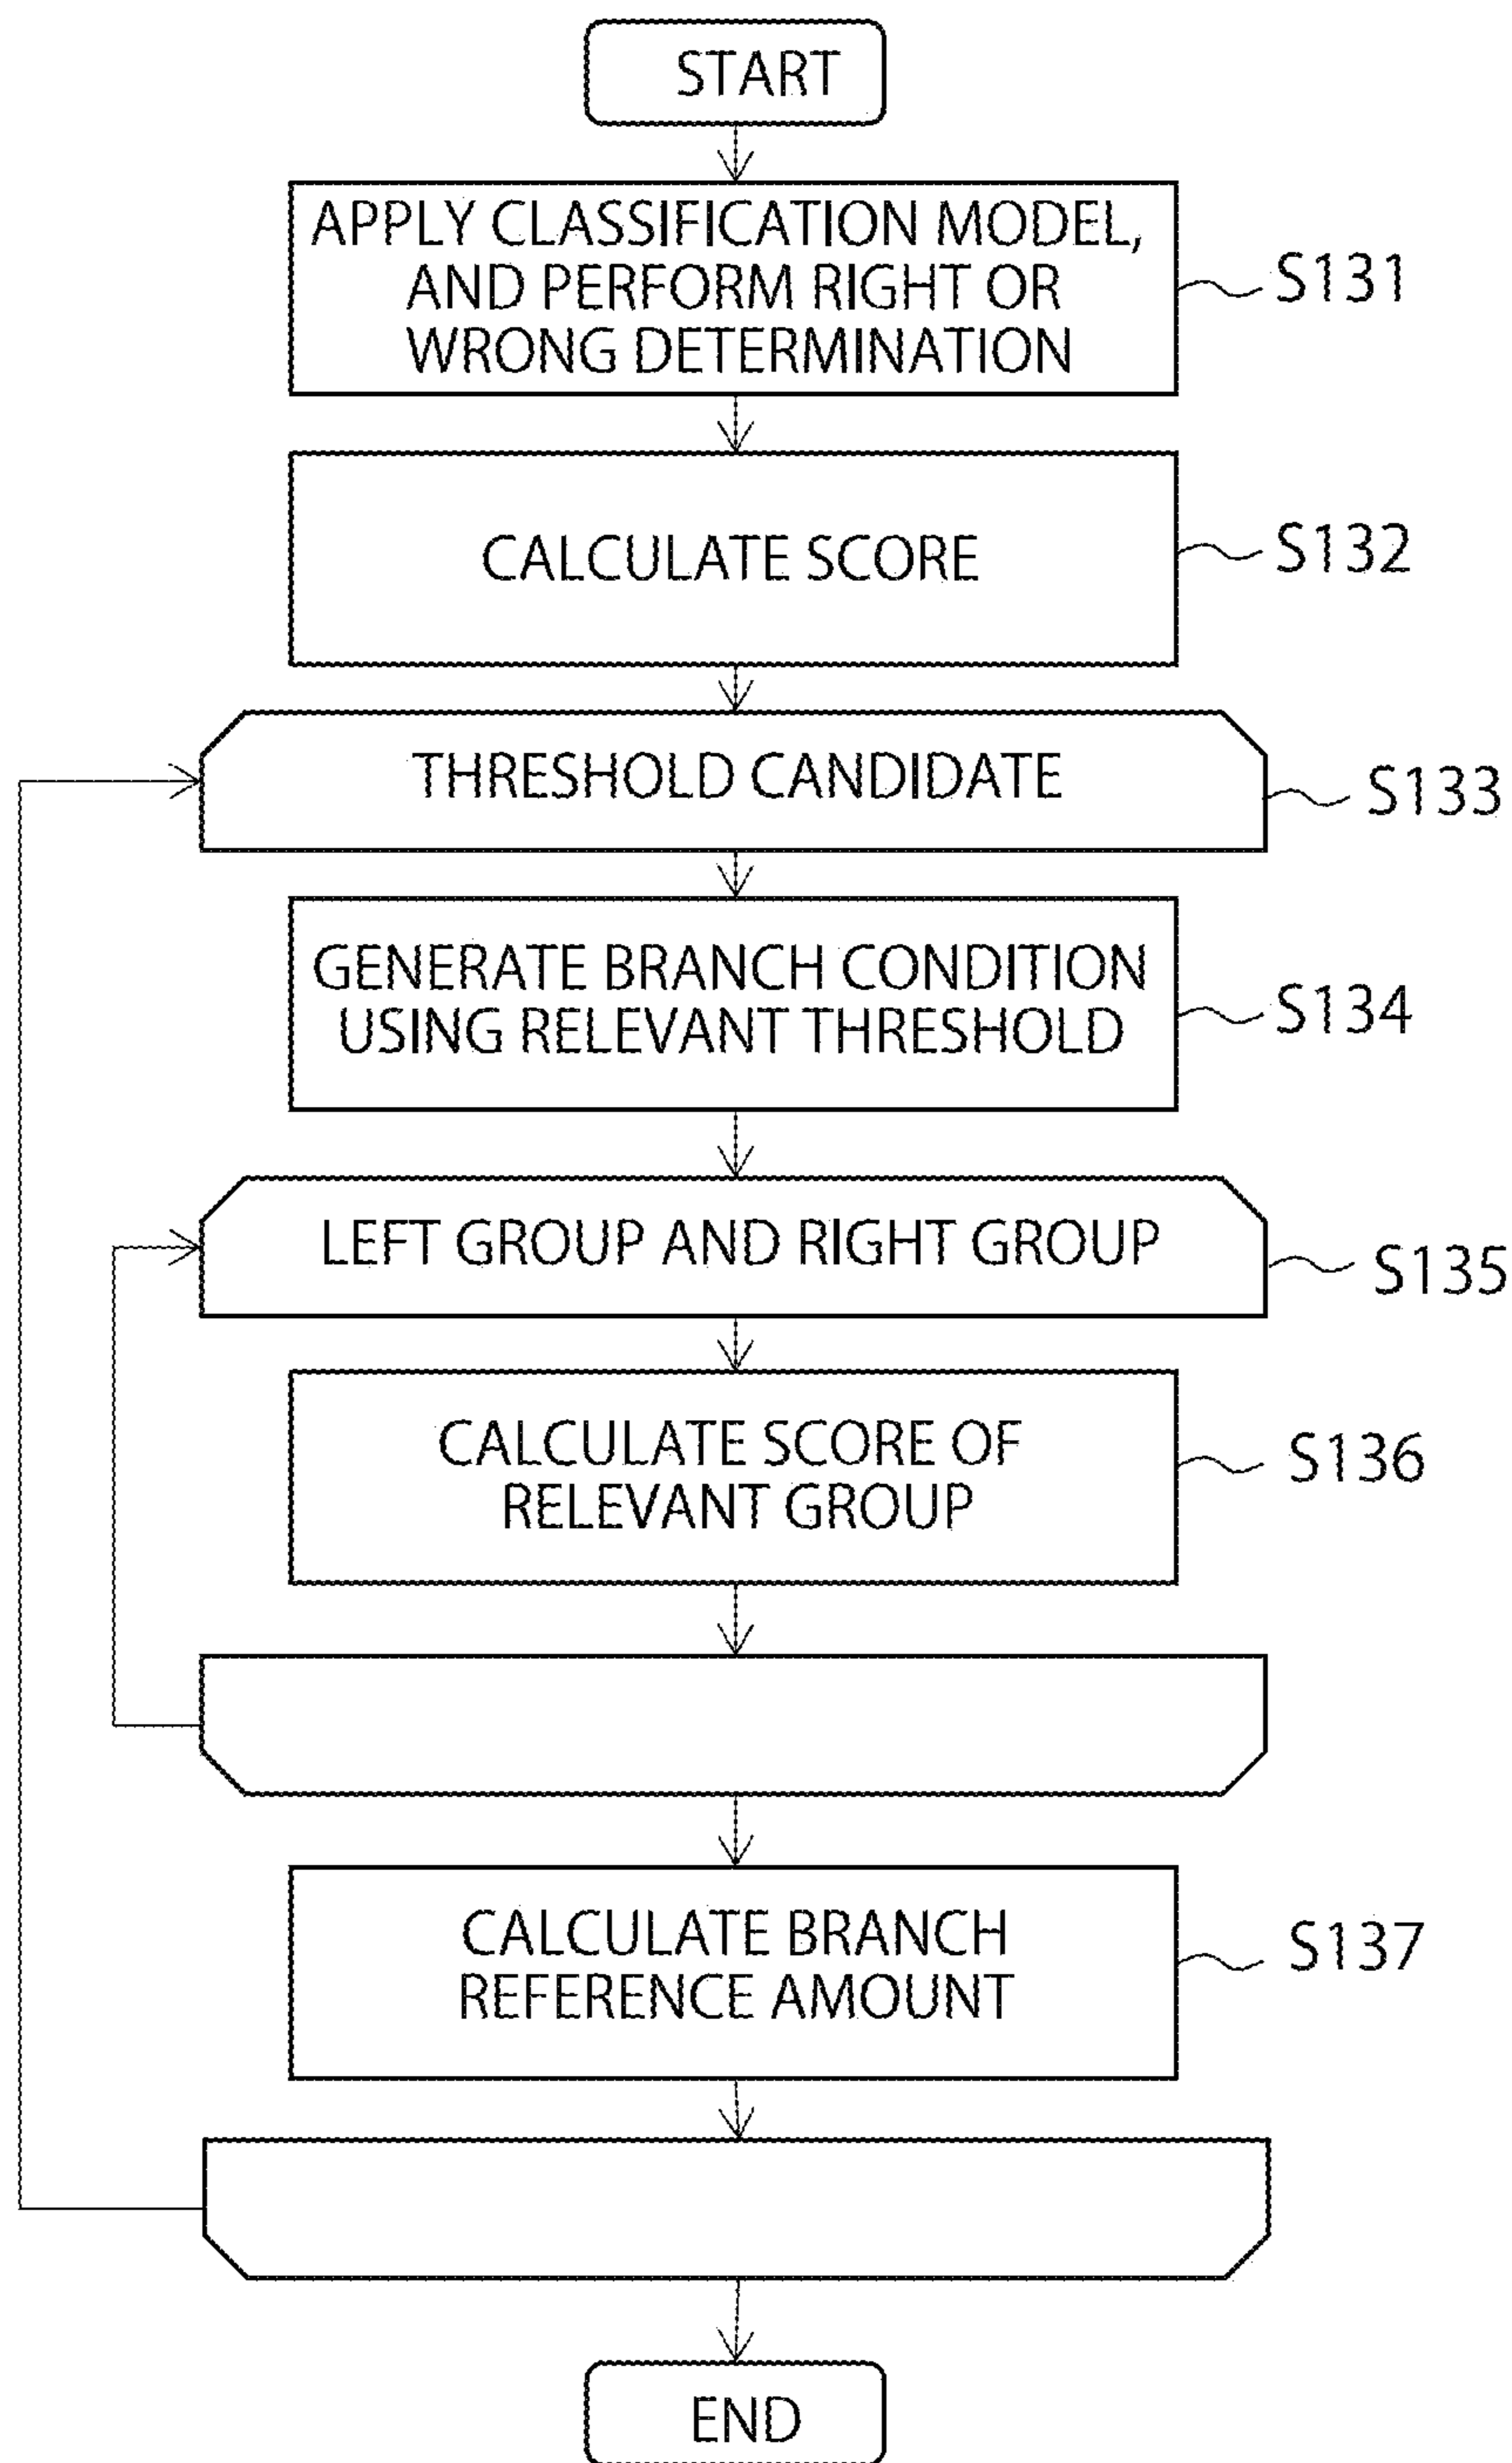 START
APPLY CLASSIFICATION MODEL,
AND PERFORM RIGHT OR
WRONG DETERMINATION
S131
CALCULATE SCORE
S132
THRESHOLD CANDIDATE
S133
GENERATE BRANCH CONDITION
USING RELEVANT THRESHOLD
S134
LEFT GROUP AND RIGHT GROUP
S135
CALCULATE SCORE OF
RELEVANT GROUP
S136
CALCULATE BRANCH
REFERENCE AMOUNT
S137
END